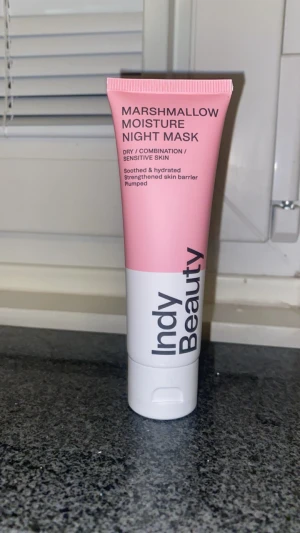 MARSHMALLOW
MOISTURE
NIGHT MASK
DRY / COMBINATION /
SENSITIVE SKIN
Soothed & hydrated
Strengthened skin barrier
Plumped
Indy
Beauty